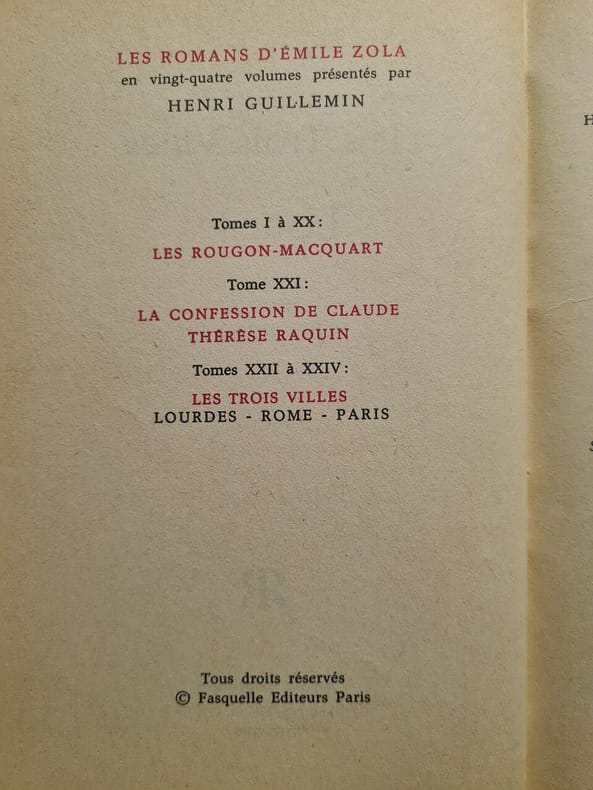 LES ROMANS D'ÉMILE ZOLA
en vingt-quatre volumes présentés par
HENRI GUILLEMIN
Tomes I à XX :
LES ROUGON-MACQUART
Tome XXI :
LA CONFESSION DE CLAUDE
THÉRÈSE RAQUIN
Tomes XXII à XXIV :
LES TROIS VILLES
LOURDES - ROME - PARIS
Tous droits réservés
© Fasquelle Editeurs Paris